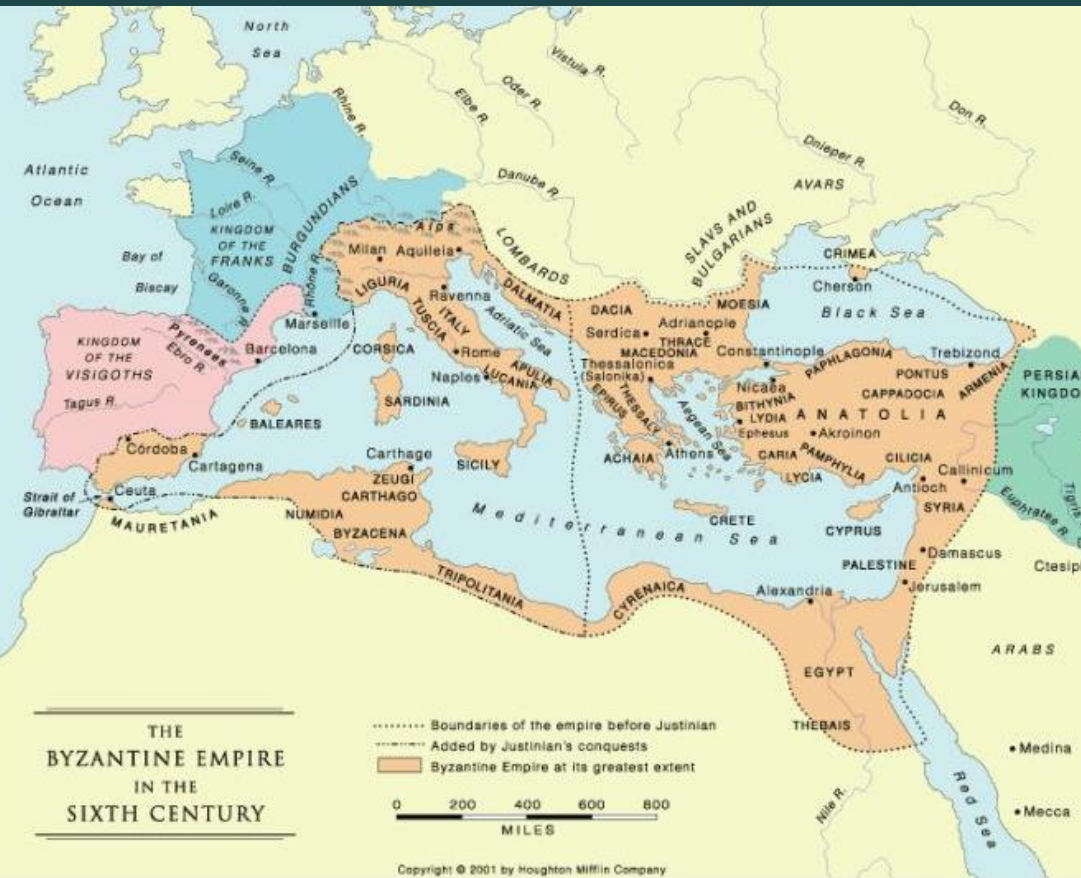 North
Sea
Vistula R.
Oder R.
Elbe R.
Rhine R.
Don R.
Dnieper R.
Atlantic
Ocean
Seine R.
Danube R.
AVARS
Loire R.
KINGDOM
OF THE
FRANKS
BURGUNDIANS
SLAVS AND
BULGARIANS
Bay of
Biscay
Garonne R.
Rhône R.
Alps
Milan
Aquileia
LOMBARDS
CRIMEA
Cherson
Black Sea
LIGURIA
Ravenna
DALMATIA
DACIA
MOESIA
Marseille
TUSCIA
ITALY
Adriatic Sea
Serdica
Adrianople
THRACE
KINGDOM
OF THE
VISIGOTHS
Pyrenees
Ebro R.
Barcelona
CORSICA
Rome
MACEDONIA
Constantinople
PAPHLAGONIA
Trebizond
Tagus R.
Naples
APULIA
LUCANIA
Thessalonica
(Salonika)
Nicaea
BITHYNIA
PONTUS
ARMENIA
PERSIA
KINGDO
CAPPADOCIA
SARDINIA
EPIRUS
THESSALY
Aegean Sea
LYDIA
ANATOLIA
BALEARES
Ephesus
Akroinon
Córdoba
Cartagena
Carthage
SICILY
ACHAIA
Athens
CARIA
PAMPHYLIA
CILICIA
Callinicum
ZEUGI
CARTHAGO
LYCIA
Antioch
Strait of
Gibraltar
Ceuta
MAURETANIA
NUMIDIA
BYZACENA
Mediterranean Sea
CRETE
CYPRUS
SYRIA
Euphrates R.
Tigris
PALESTINE
Damascus
Ctesip
TRIPOLITANIA
CYRENAICA
Alexandria
Jerusalem
ARABS
EGYPT
THEBAIS
Nile R.
Red Sea
Medina
Mecca
THE
BYZANTINE EMPIRE
IN THE
SIXTH CENTURY
Boundaries of the empire before Justinian
Added by Justinian's conquests
Byzantine Empire at its greatest extent
0 200 400 600 800
MILES
Copyright © 2001 by Houghton Mifflin Company